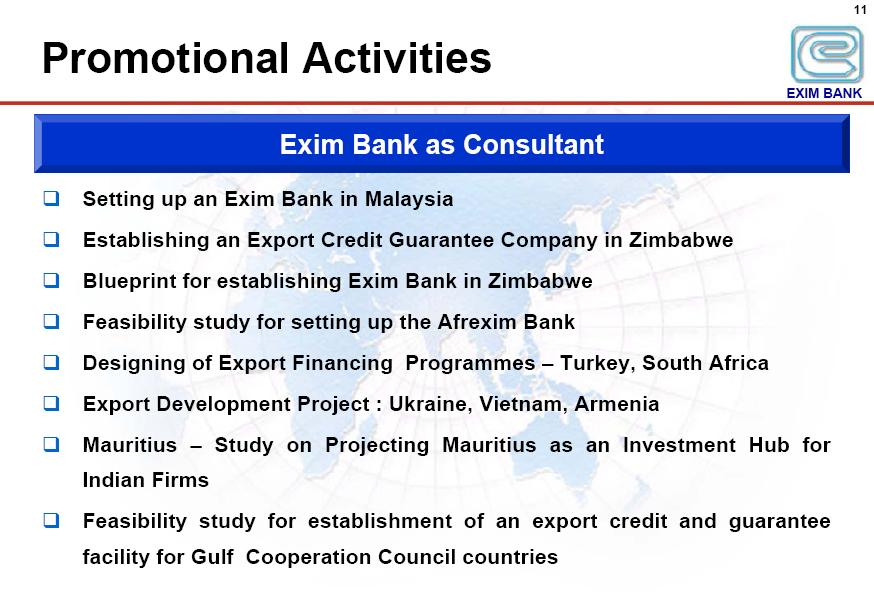 11
Promotional Activities
EXIM BANK
Exim Bank as Consultant
Setting up an Exim Bank in Malaysia
Establishing an Export Credit Guarantee Company in Zimbabwe
Blueprint for establishing Exim Bank in Zimbabwe
Feasibility study for setting up the Afrexim Bank
Designing of Export Financing Programmes – Turkey, South Africa
Export Development Project : Ukraine, Vietnam, Armenia
Mauritius – Study on Projecting Mauritius as an Investment Hub for
Indian Firms
Feasibility study for establishment of an export credit and guarantee
facility for Gulf Cooperation Council countries